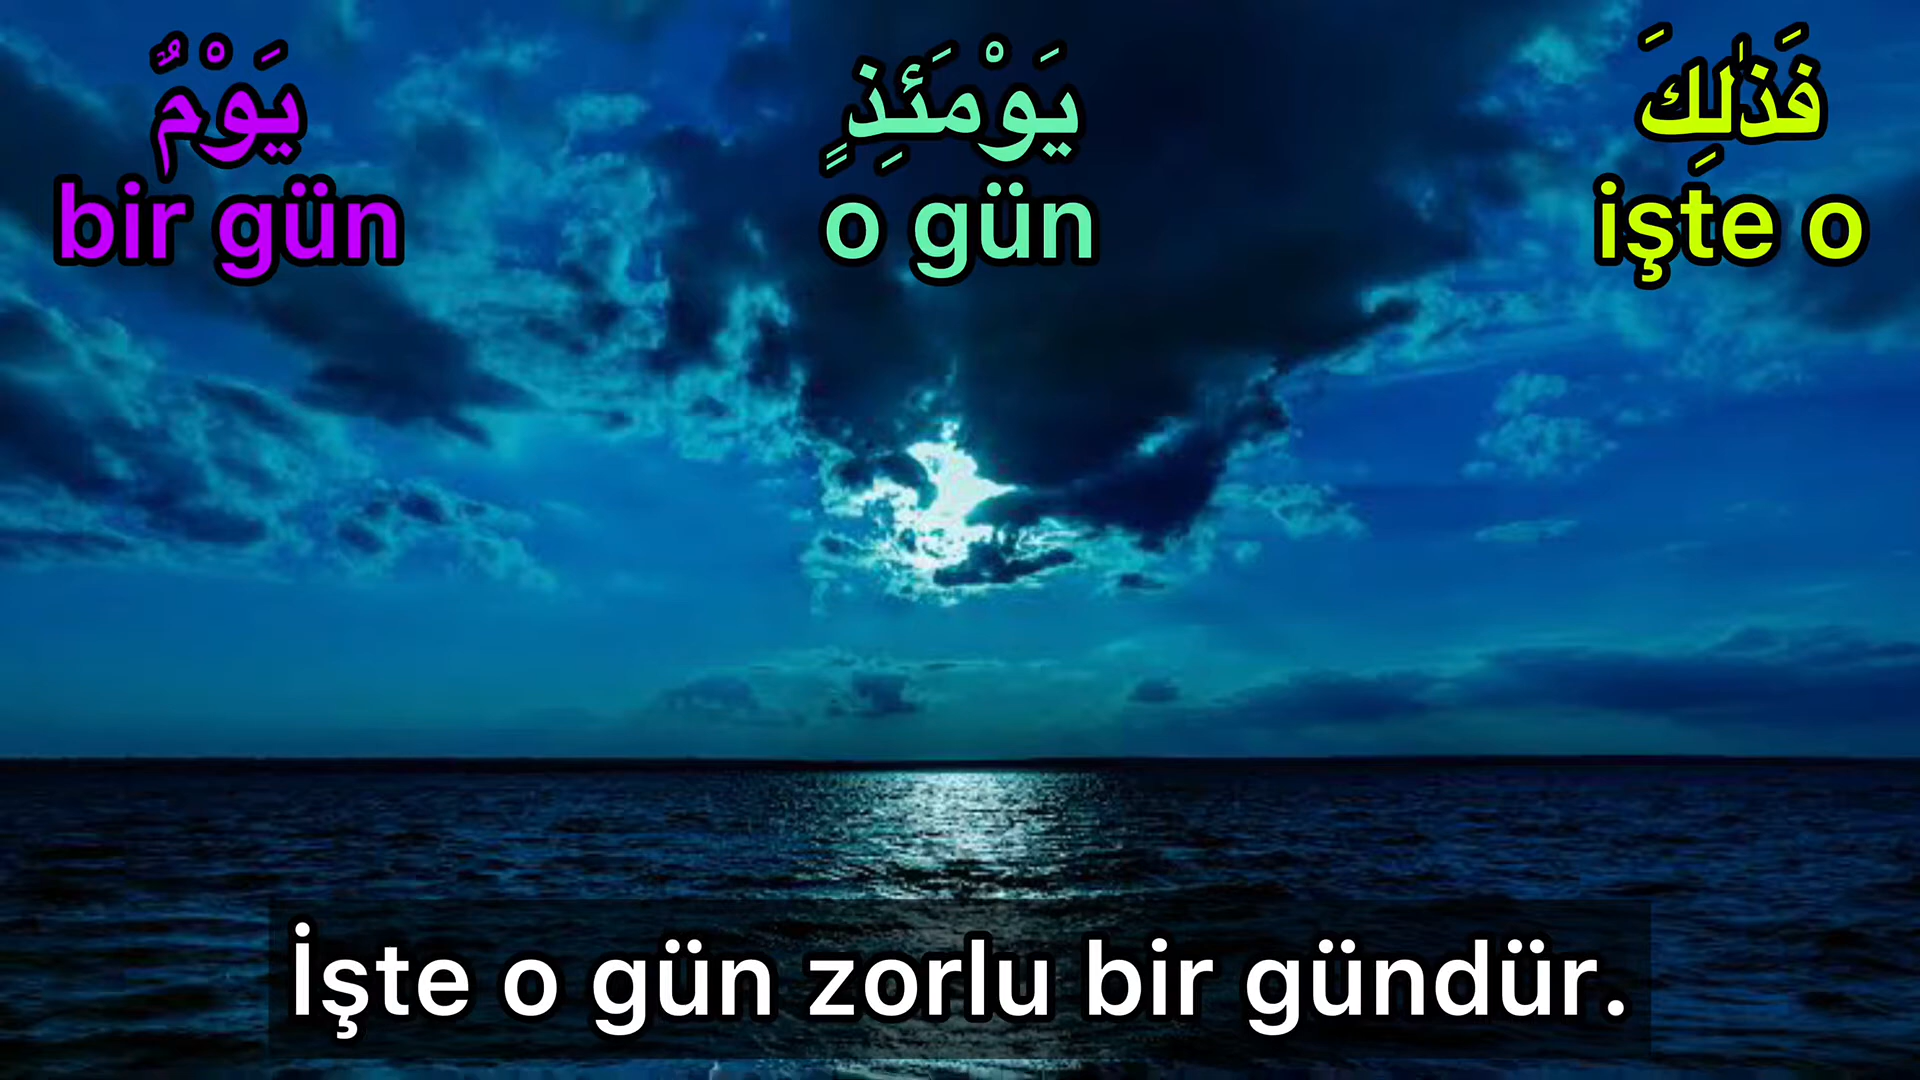 فَذٰلِكَ يَوْمَئِذٍ يَوْمٌ
işte o o gün bir gün
İşte o gün zorlu bir gündür.